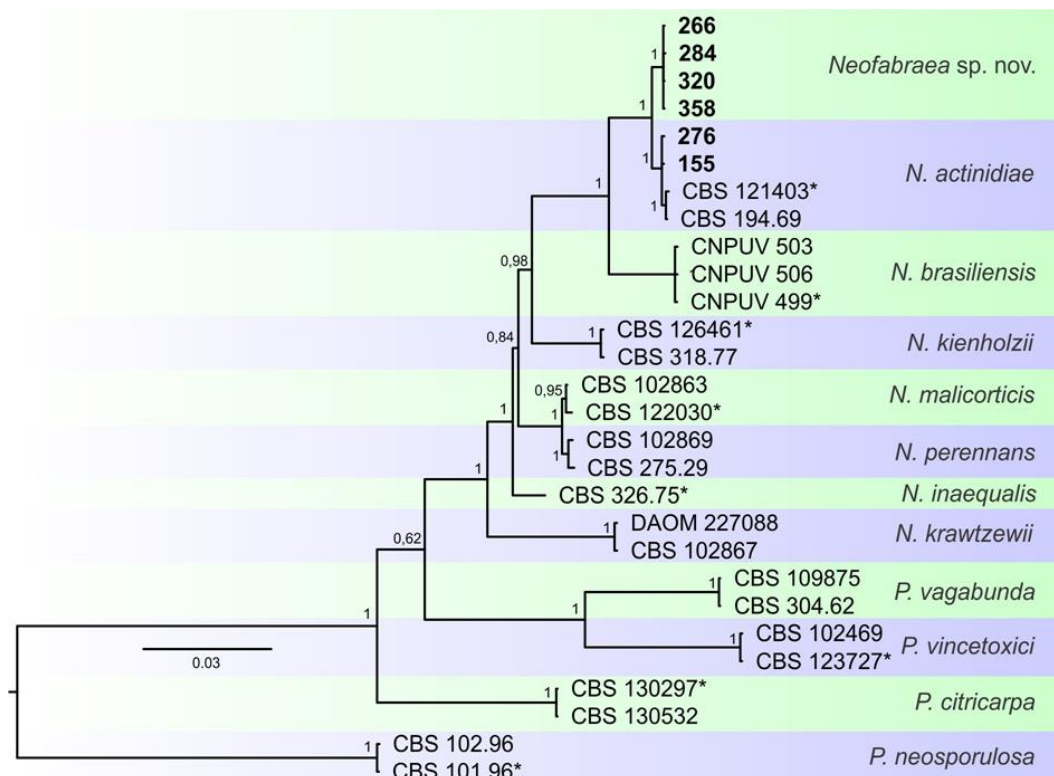 266
284
320
358
Neofabraea sp. nov.
276
155
CBS 121403*
CBS 194.69
N. actinidiae
CNPUV 503
CNPUV 506
CNPUV 499*
N. brasiliensis
CBS 126461*
CBS 318.77
N. kienholzii
CBS 102863
CBS 122030*
N. malicorticis
CBS 102869
CBS 275.29
N. perennans
CBS 326.75*
N. inaequalis
DAOM 227088
CBS 102867
N. krawtzewii
CBS 109875
CBS 304.62
P. vagabunda
CBS 102469
CBS 123727*
P. vincetoxici
CBS 130297*
CBS 130532
P. citricarpa
CBS 102.96
CBS 101.96*
P. neosporulosa
1
1
1
1
1
0,98
1
0,84
0,95
1
1
1
1
1
0,62
1
1
1
1
1
1
0.03